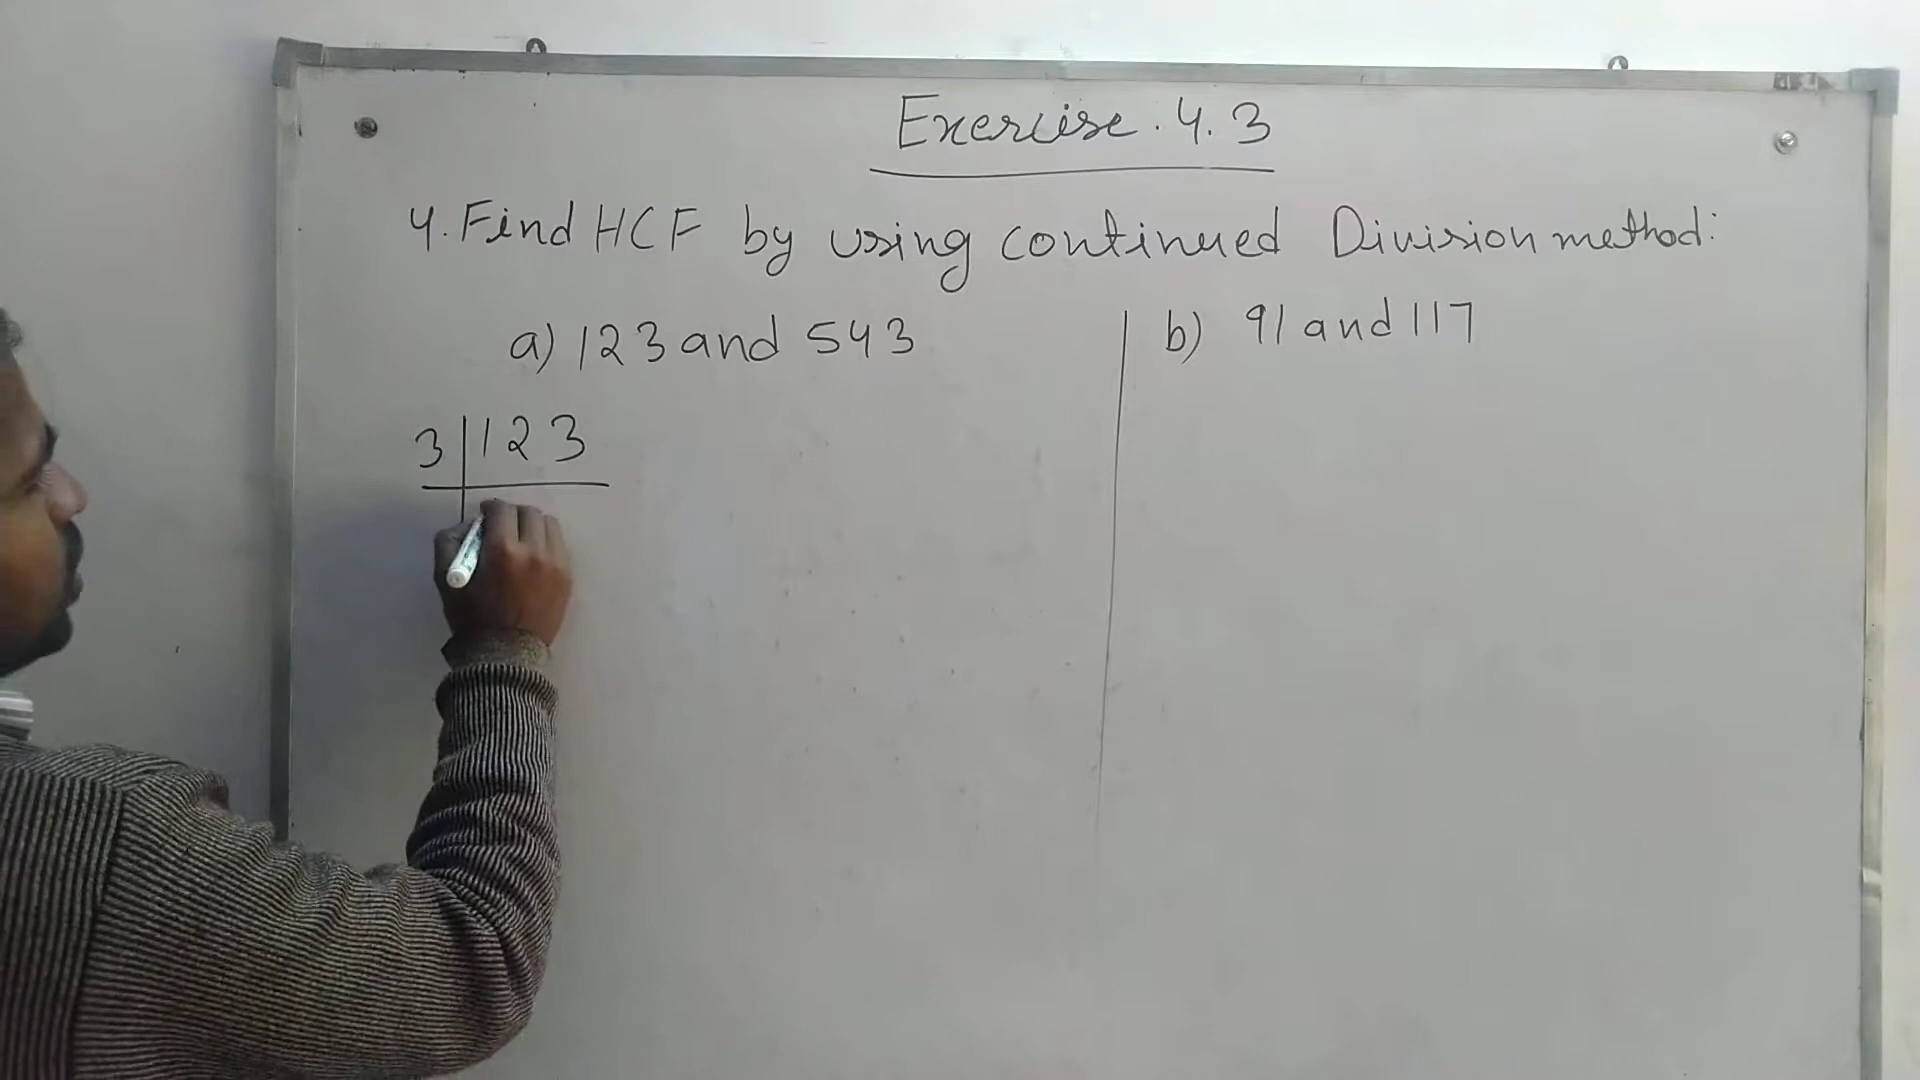 Exercise. 4.3
4. Find HCF by using continued Division method:
a) 123 and 543
b) 91 and 117
3 123